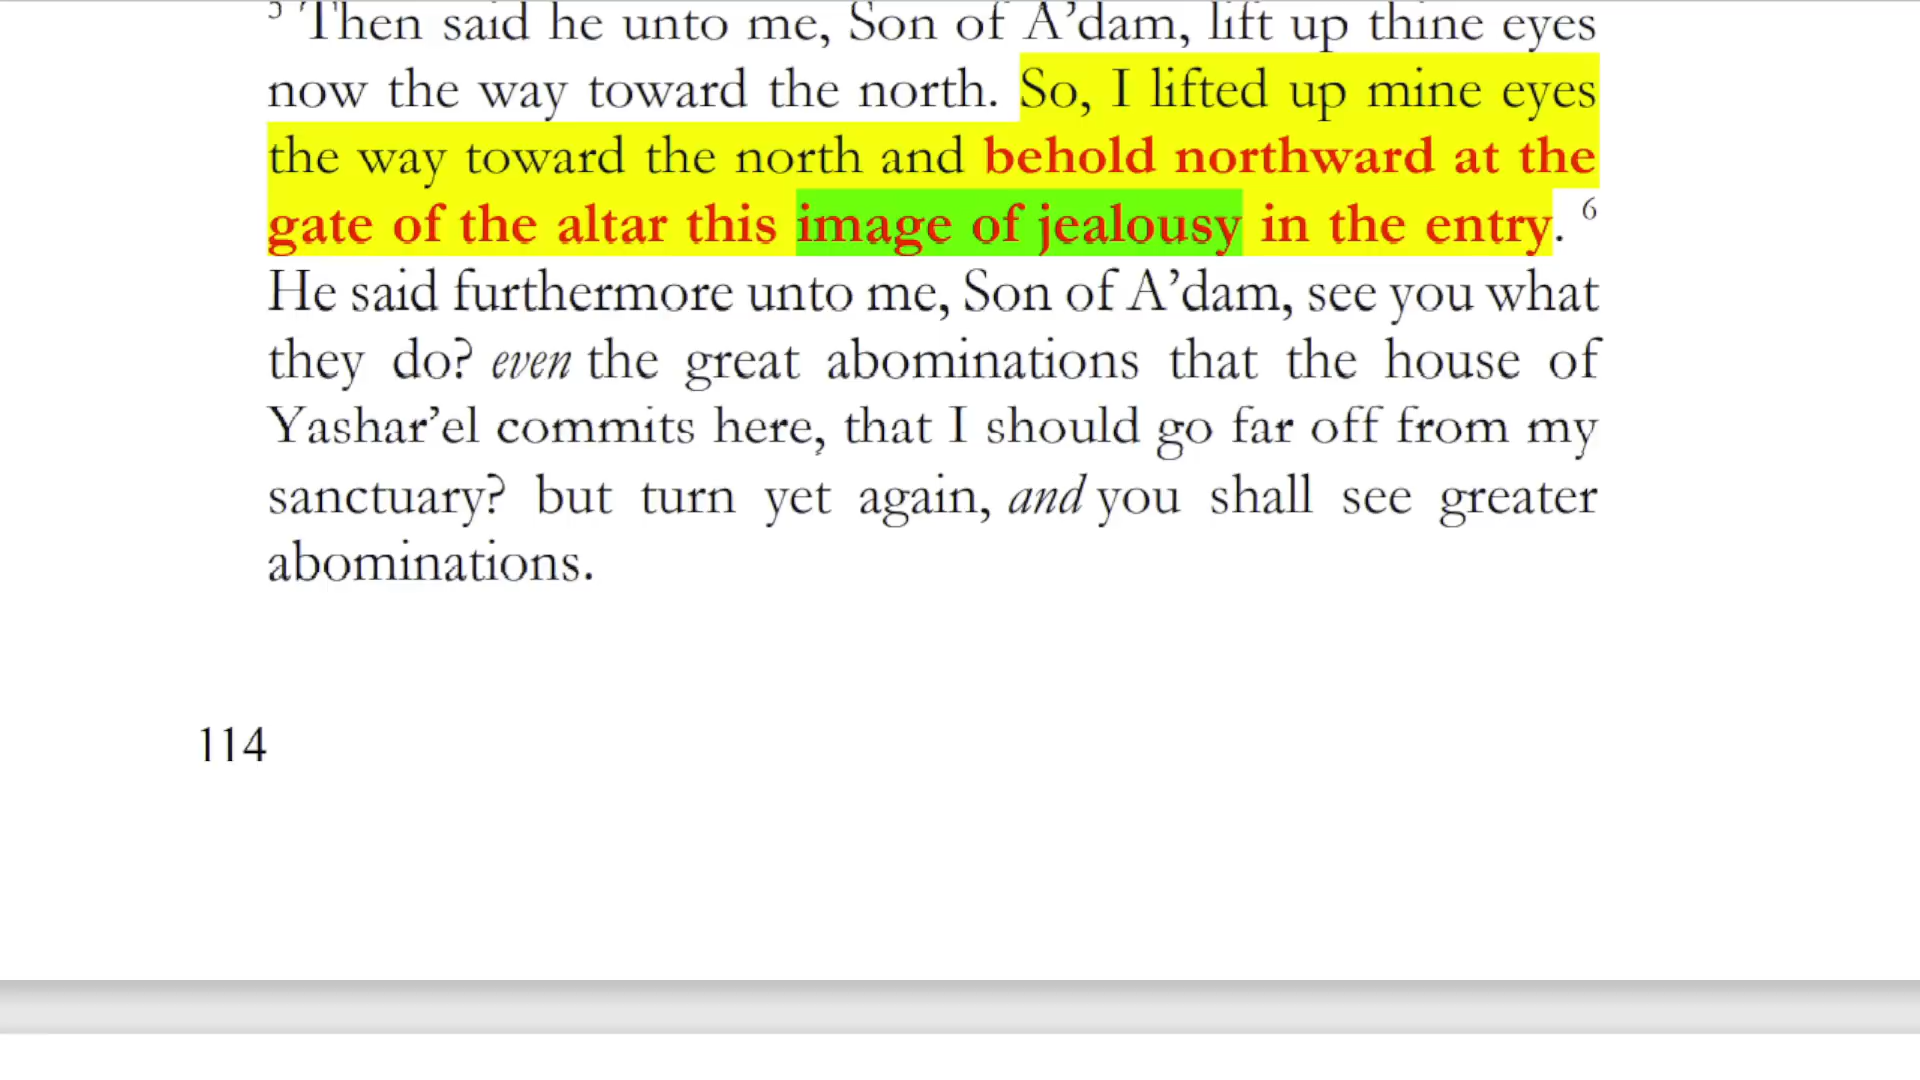 5 Then said he unto me, Son of A’dam, lift up thine eyes
now the way toward the north. So, I lifted up mine eyes
the way toward the north and behold northward at the
gate of the altar this image of jealousy in the entry. 6
He said furthermore unto me, Son of A’dam, see you what
they do? even the great abominations that the house of
Yashar’el commits here, that I should go far off from my
sanctuary? but turn yet again, and you shall see greater
abominations.
114